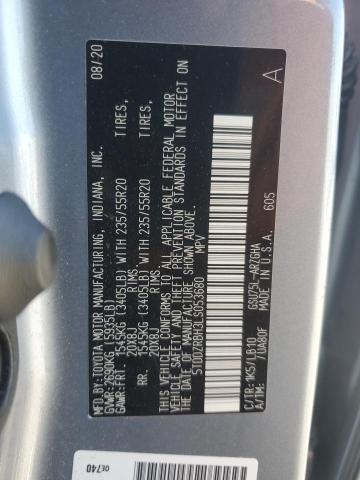 MFD.BY: TOYOTA MOTOR MANUFACTURING, INDIANA, INC. 08/20
GVWR: 2690KG (5935LB)
GAWR: FRT. 1545KG (3405LB) WITH 235/55R20 TIRES,
20X8J RIMS
RR. 1545KG (3405LB) WITH 235/55R20 TIRES,
20X8J RIMS
THIS VEHICLE CONFORMS TO ALL APPLICABLE FEDERAL MOTOR
VEHICLE SAFETY AND THEFT PREVENTION STANDARDS IN EFFECT ON
THE DATE OF MANUFACTURE SHOWN ABOVE.
MPV
C/TR: 1K5/LB10 GSU75L-ARZGHA
A/TM: /UA80F MADE IN U.S.A. 605
A
OE740